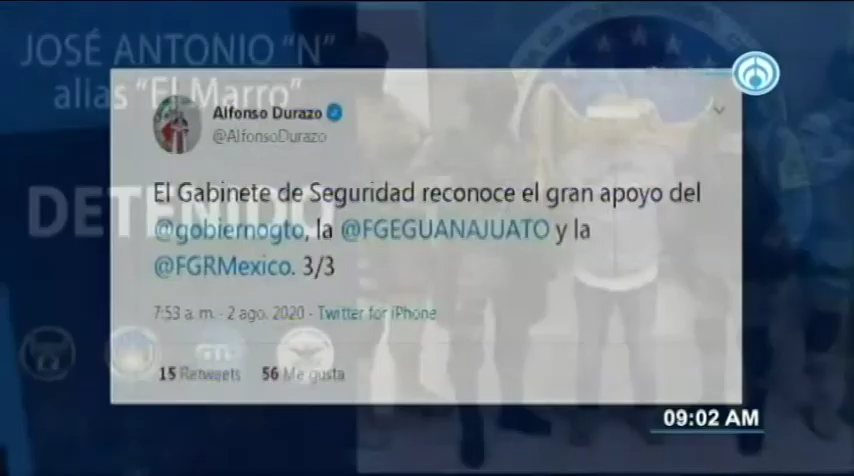 JOSÉ ANTONIO “N”
alias “El Marro”
Alfonso Durazo
@AlfonsoDurazo
DETENIDO
El Gabinete de Seguridad reconoce el gran apoyo del
@gobiernogto, la @FGEGUANAJUATO y la
@FGRMexico. 3/3
7:53 a. m. · 2 ago. 2020 · Twitter for iPhone
15 Retweets 56 Me gusta
09:02 AM